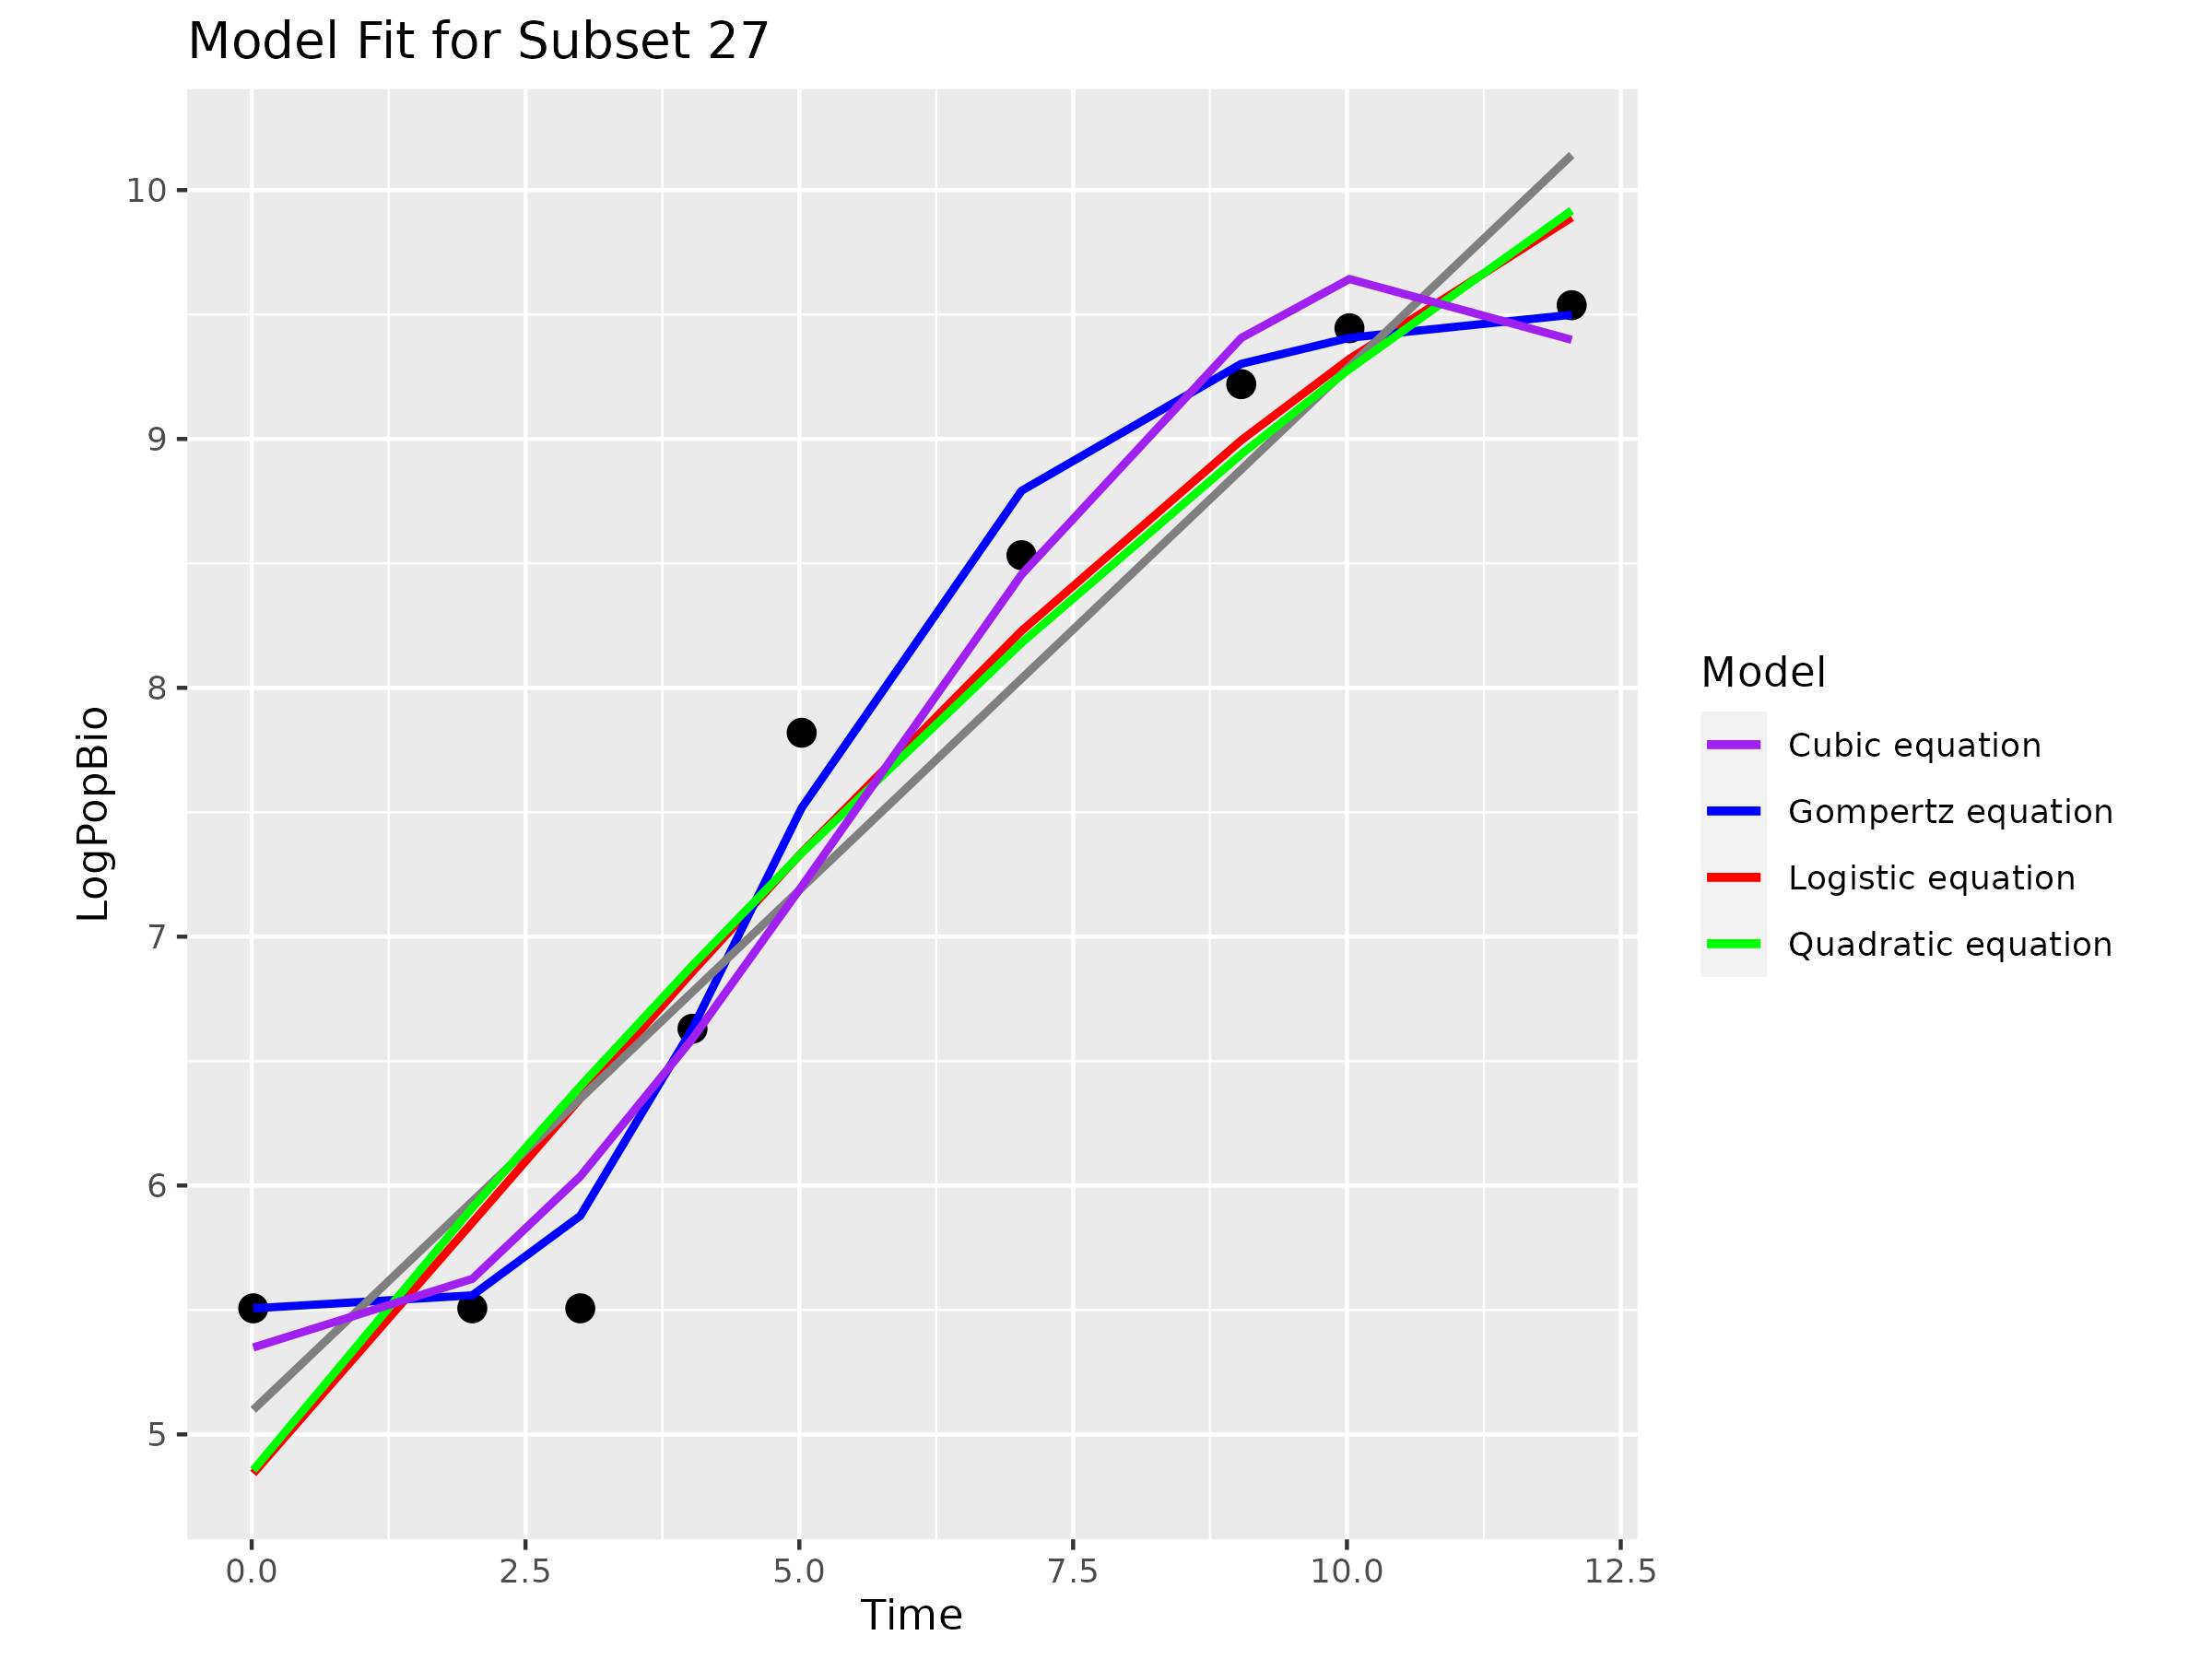 Model Fit for Subset 27
10
9
8
7
6
5
LogPopBio
0.0 2.5 5.0 7.5 10.0 12.5
Time
Model
Cubic equation
Gompertz equation
Logistic equation
Quadratic equation